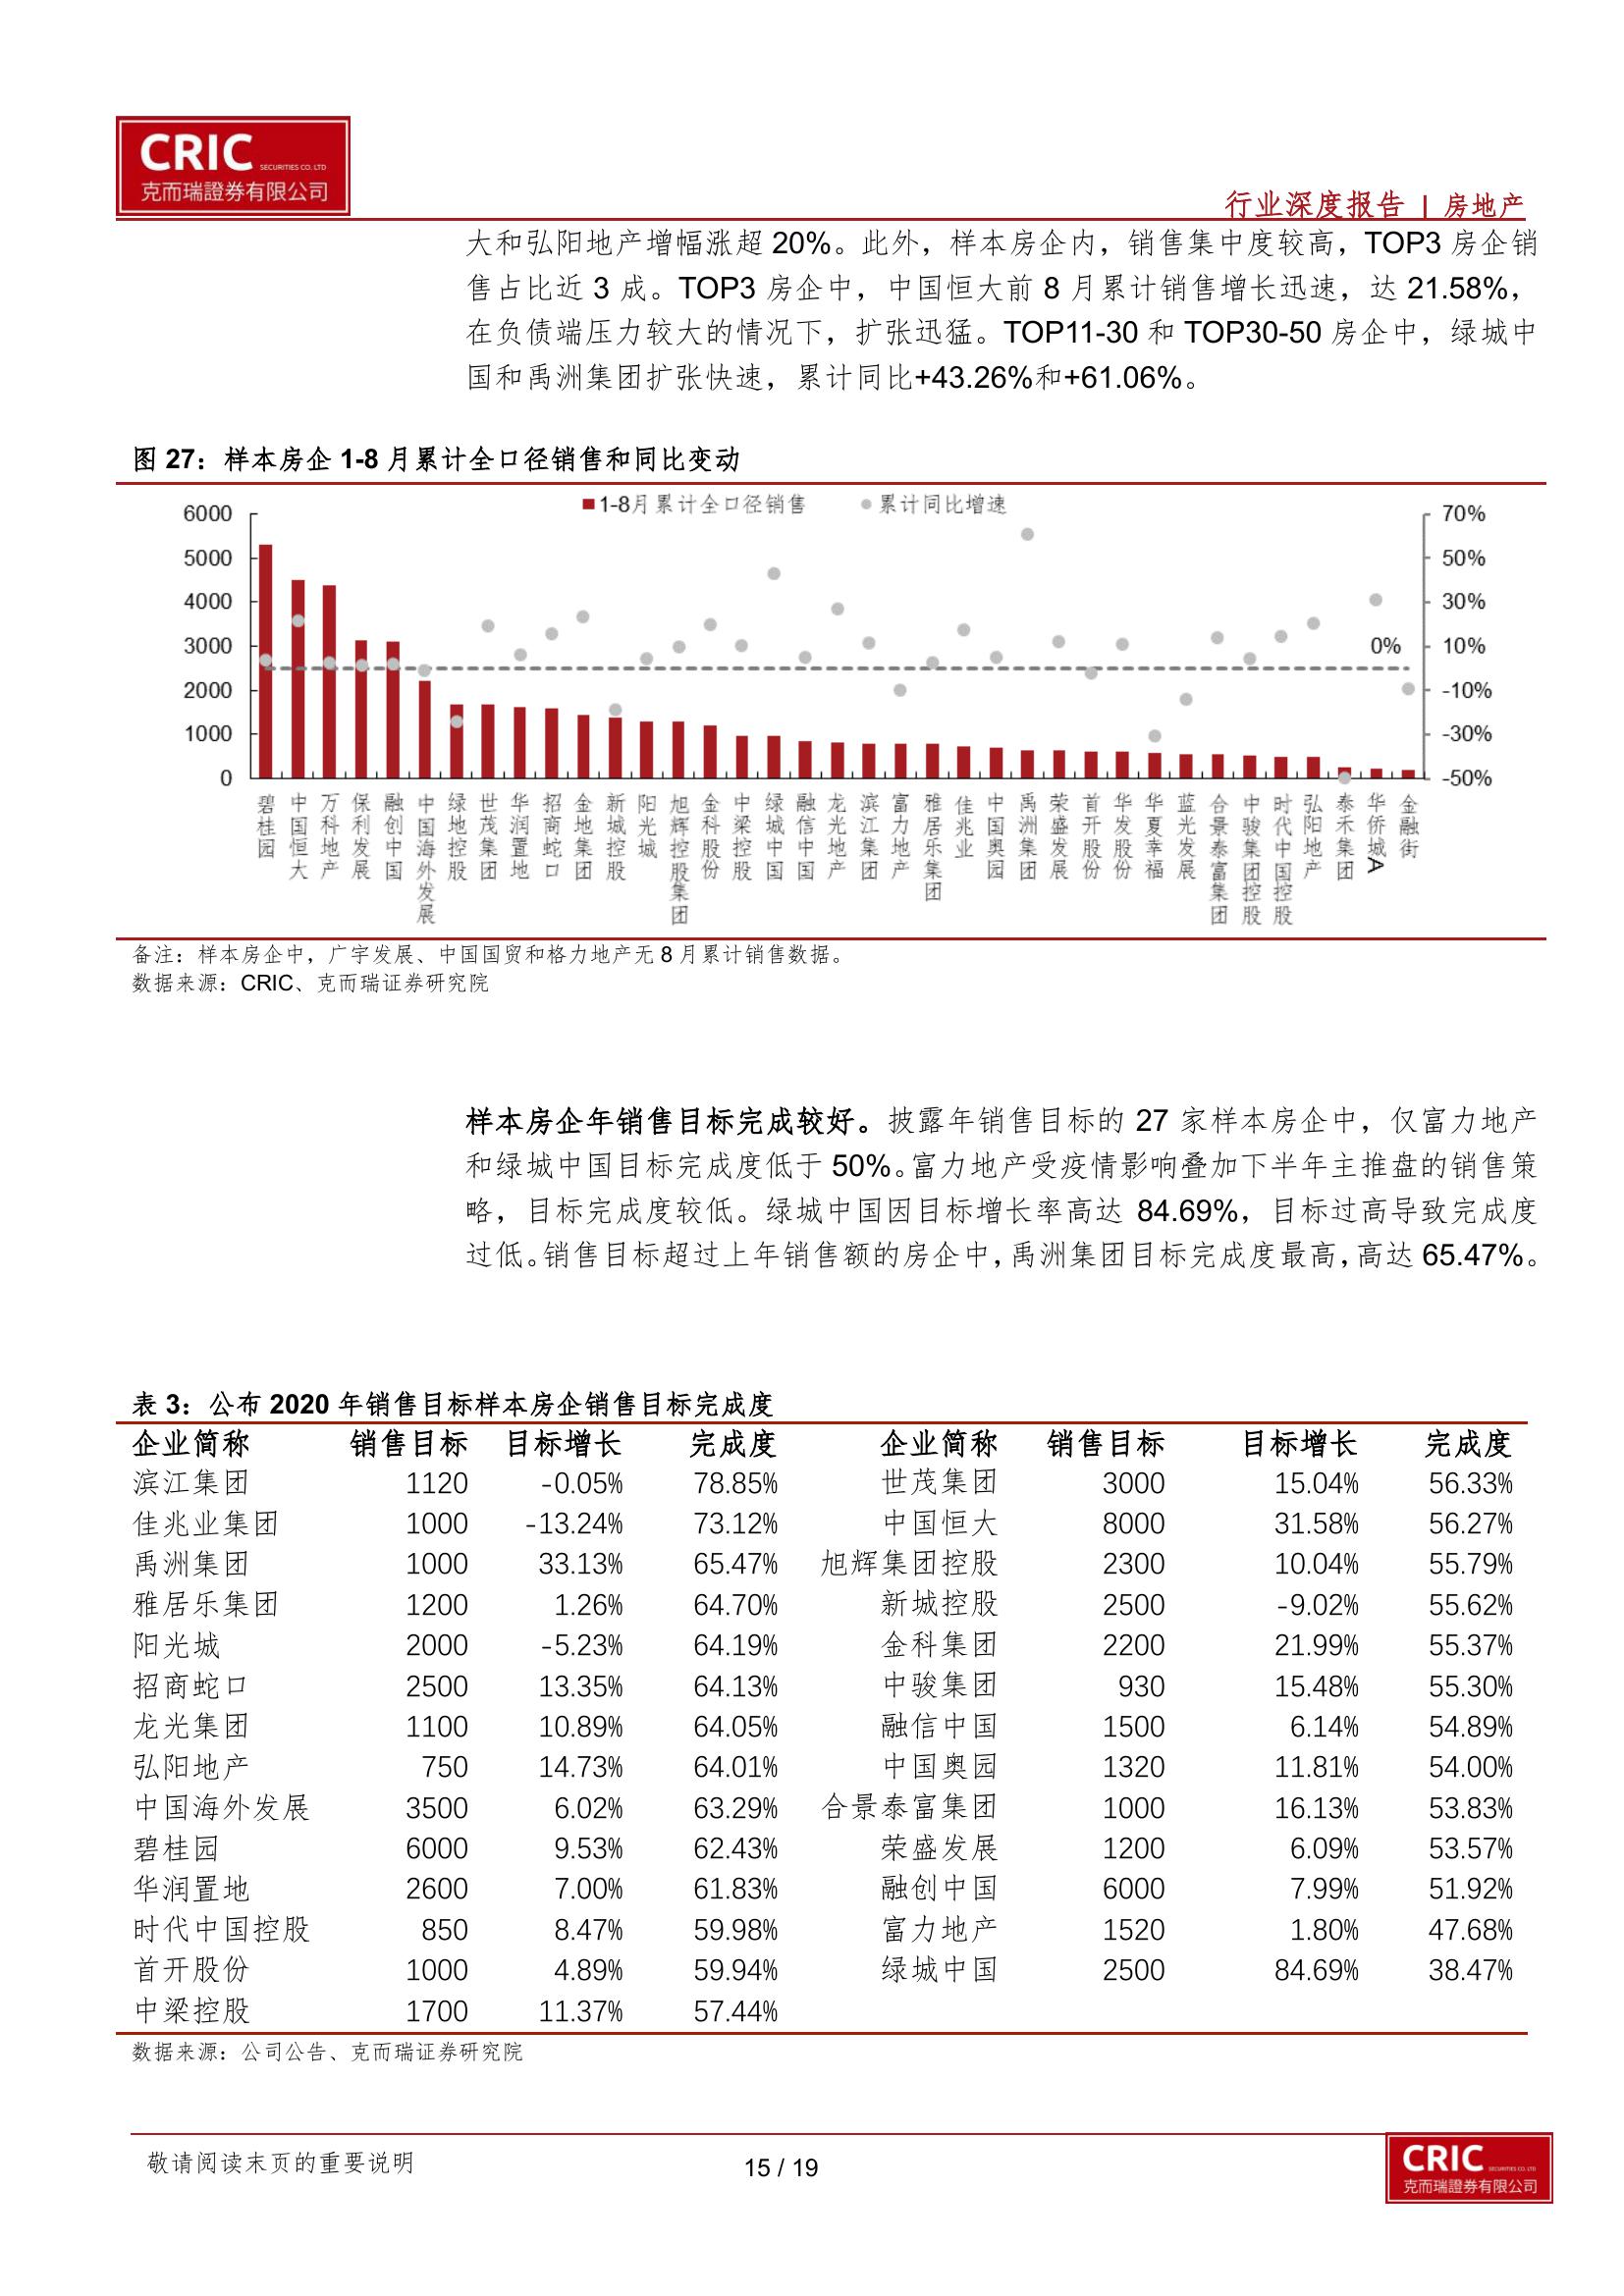 CRIC SECURITIES CO. LTD
克而瑞證券有限公司
行业深度报告 | 房地产
大和弘阳地产增幅涨超 20%。此外，样本房企内，销售集中度较高，TOP3 房企销
售占比近 3 成。TOP3 房企中，中国恒大前 8 月累计销售增长迅速，达 21.58%，
在负债端压力较大的情况下，扩张迅猛。TOP11-30 和 TOP30-50 房企中，绿城中
国和禹洲集团扩张快速，累计同比+43.26%和+61.06%。
图 27：样本房企 1-8 月累计全口径销售和同比变动
1-8月累计全口径销售 累计同比增速
6000 70%
5000 50%
4000 30%
3000 0% 10%
2000 -10%
1000 -30%
0 -50%
碧桂园 中国恒大 万科地产 保利发展 融创中国 中国海外发展 绿地控股 世茂集团 华润置地 招商蛇口 金地集团 新城控股 阳光城 旭辉控股集团 金科股份 中梁控股 绿城中国 融信中国 龙光地产 滨江集团 富力地产 雅居乐集团 佳兆业 中国奥园 禹洲集团 荣盛发展 首开股份 华发股份 华夏幸福 蓝光发展 合景泰富集团 中骏集团控股 时代中国控股 弘阳地产 泰禾集团 华侨城A 金融街
备注：样本房企中，广宇发展、中国国贸和格力地产无 8 月累计销售数据。
数据来源：CRIC、克而瑞证券研究院
样本房企年销售目标完成较好。披露年销售目标的 27 家样本房企中，仅富力地产
和绿城中国目标完成度低于 50%。富力地产受疫情影响叠加下半年主推盘的销售策
略，目标完成度较低。绿城中国因目标增长率高达 84.69%，目标过高导致完成度
过低。销售目标超过上年销售额的房企中，禹洲集团目标完成度最高，高达 65.47%。
表 3：公布 2020 年销售目标样本房企销售目标完成度
企业简称 销售目标 目标增长 完成度 企业简称 销售目标 目标增长 完成度
滨江集团 1120 -0.05% 78.85% 世茂集团 3000 15.04% 56.33%
佳兆业集团 1000 -13.24% 73.12% 中国恒大 8000 31.58% 56.27%
禹洲集团 1000 33.13% 65.47% 旭辉集团控股 2300 10.04% 55.79%
雅居乐集团 1200 1.26% 64.70% 新城控股 2500 -9.02% 55.62%
阳光城 2000 -5.23% 64.19% 金科集团 2200 21.99% 55.37%
招商蛇口 2500 13.35% 64.13% 中骏集团 930 15.48% 55.30%
龙光集团 1100 10.89% 64.05% 融信中国 1500 6.14% 54.89%
弘阳地产 750 14.73% 64.01% 中国奥园 1320 11.81% 54.00%
中国海外发展 3500 6.02% 63.29% 合景泰富集团 1000 16.13% 53.83%
碧桂园 6000 9.53% 62.43% 荣盛发展 1200 6.09% 53.57%
华润置地 2600 7.00% 61.83% 融创中国 6000 7.99% 51.92%
时代中国控股 850 8.47% 59.98% 富力地产 1520 1.80% 47.68%
首开股份 1000 4.89% 59.94% 绿城中国 2500 84.69% 38.47%
中梁控股 1700 11.37% 57.44%
数据来源：公司公告、克而瑞证券研究院
敬请阅读末页的重要说明
15 / 19
CRIC SECURITIES CO. LTD
克而瑞證券有限公司